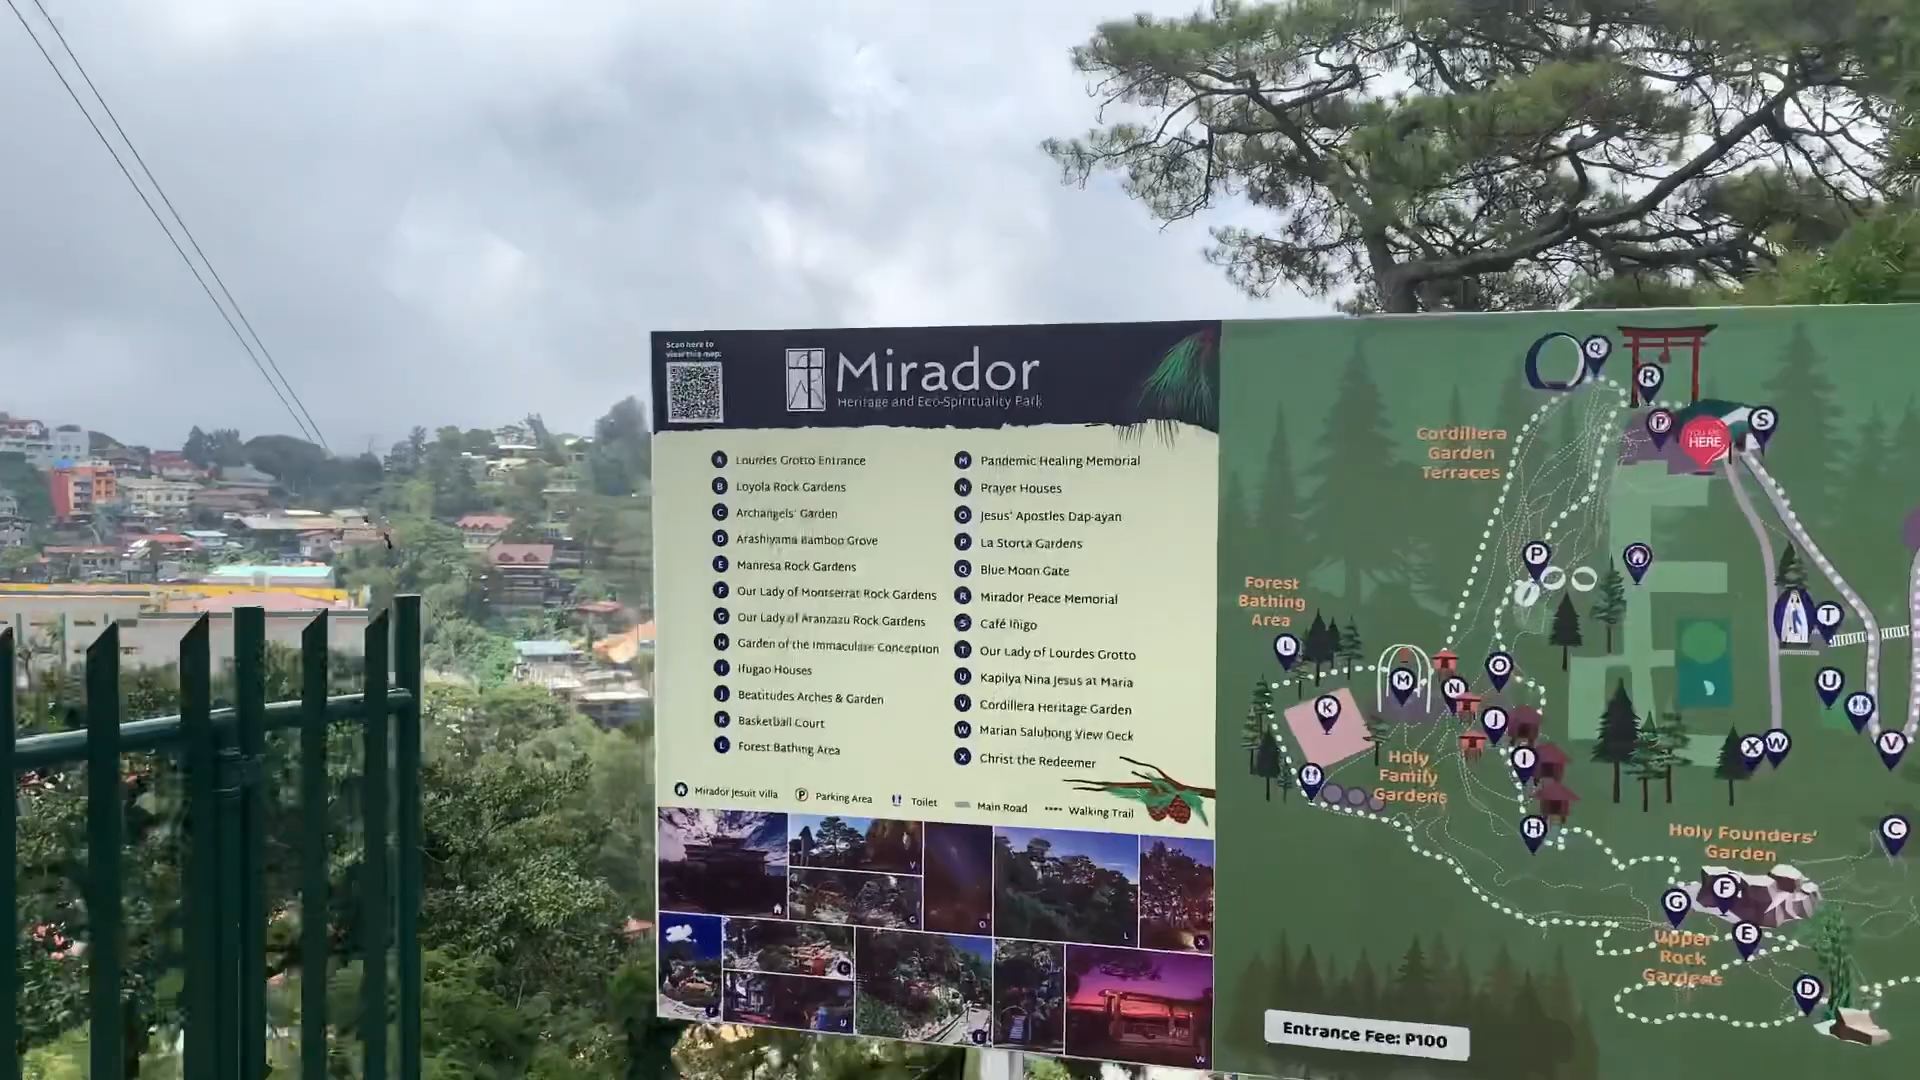 Scan here to
view this map:
Mirador
Heritage and Eco-Spirituality Park
A Lourdes Grotto Entrance
B Loyola Rock Gardens
C Archangels' Garden
D Arashiyama Bamboo Grove
E Manresa Rock Gardens
F Our Lady of Montserrat Rock Gardens
G Our Lady of Aranzazu Rock Gardens
H Garden of the Immaculate Conception
I Ifugao Houses
J Beatitudes Arches & Garden
K Basketball Court
L Forest Bathing Area
M Pandemic Healing Memorial
N Prayer Houses
O Jesus' Apostles Dap-ayan
P La Storta Gardens
Q Blue Moon Gate
R Mirador Peace Memorial
S Café Iñigo
T Our Lady of Lourdes Grotto
U Kapilya Nina Jesus at Maria
V Cordillera Heritage Garden
W Marian Salubong View Deck
X Christ the Redeemer
Mirador Jesuit Villa
P Parking Area
Toilet
Main Road
Walking Trail
V
G
L
X
U
W
Q
R
P
YOU ARE
HERE
S
Cordillera
Garden
Terraces
P
Forest
Bathing
Area
L
M
N
O
T
U
K
J
I
X
W
V
Holy
Family
Gardens
H
Holy Founders'
Garden
C
F
G
E
Upper
Rock
Gardens
D
Entrance Fee: P100